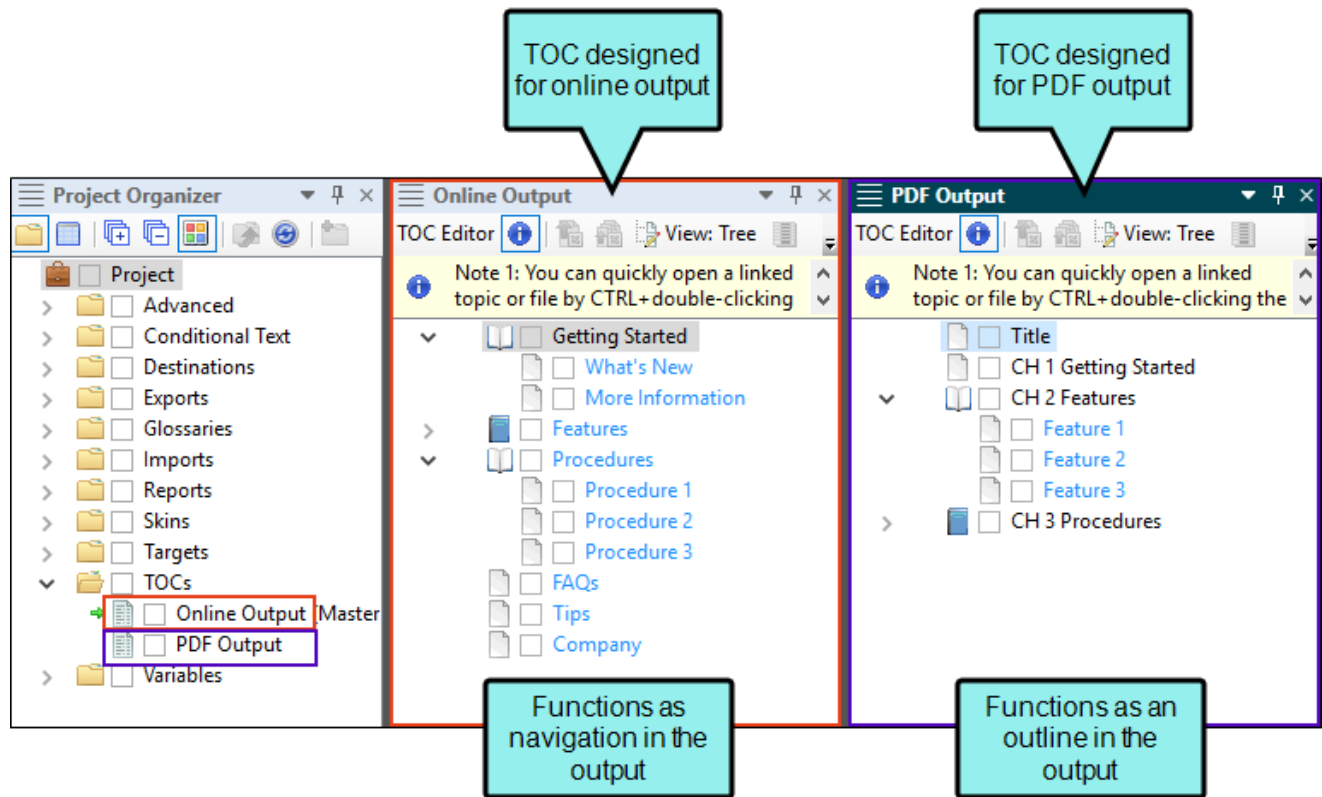 TOC designed
for online output
TOC designed
for PDF output
Project Organizer
Project
Advanced
Conditional Text
Destinations
Exports
Glossaries
Imports
Reports
Skins
Targets
TOCs
Online Output (Master
PDF Output
Variables
Online Output
TOC Editor
View: Tree
Note 1: You can quickly open a linked
topic or file by CTRL+double-clicking
Getting Started
What's New
More Information
Features
Procedures
Procedure 1
Procedure 2
Procedure 3
FAQs
Tips
Company
PDF Output
TOC Editor
View: Tree
Note 1: You can quickly open a linked
topic or file by CTRL+double-clicking the
Title
CH 1 Getting Started
CH 2 Features
Feature 1
Feature 2
Feature 3
CH 3 Procedures
Functions as
navigation in the
output
Functions as an
outline in the
output